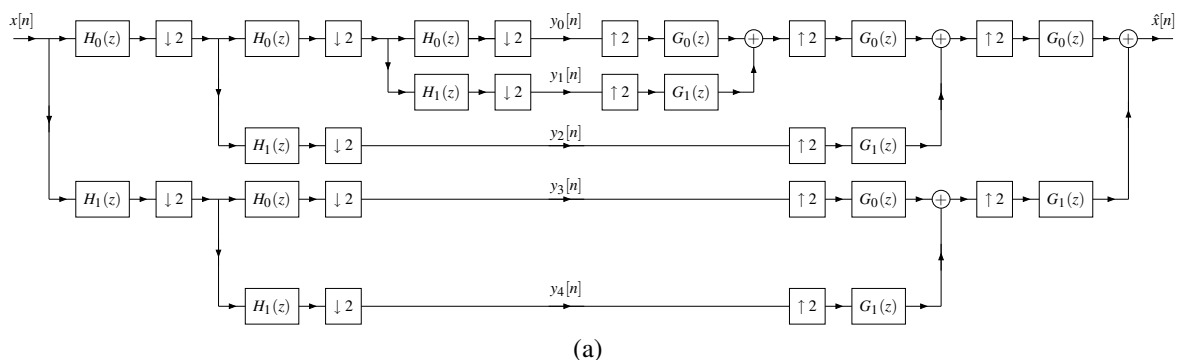 x[n] H₀(z) ↓ 2 H₀(z) ↓ 2 H₀(z) ↓ 2 y₀[n] ↑ 2 G₀(z) + ↑ 2 G₀(z) + ↑ 2 G₀(z) + x̂[n]
H₁(z) ↓ 2 y₁[n] ↑ 2 G₁(z)
H₁(z) ↓ 2 y₂[n] ↑ 2 G₁(z)
H₁(z) ↓ 2 H₀(z) ↓ 2 y₃[n] ↑ 2 G₀(z) + ↑ 2 G₁(z)
H₁(z) ↓ 2 y₄[n] ↑ 2 G₁(z)
(a)